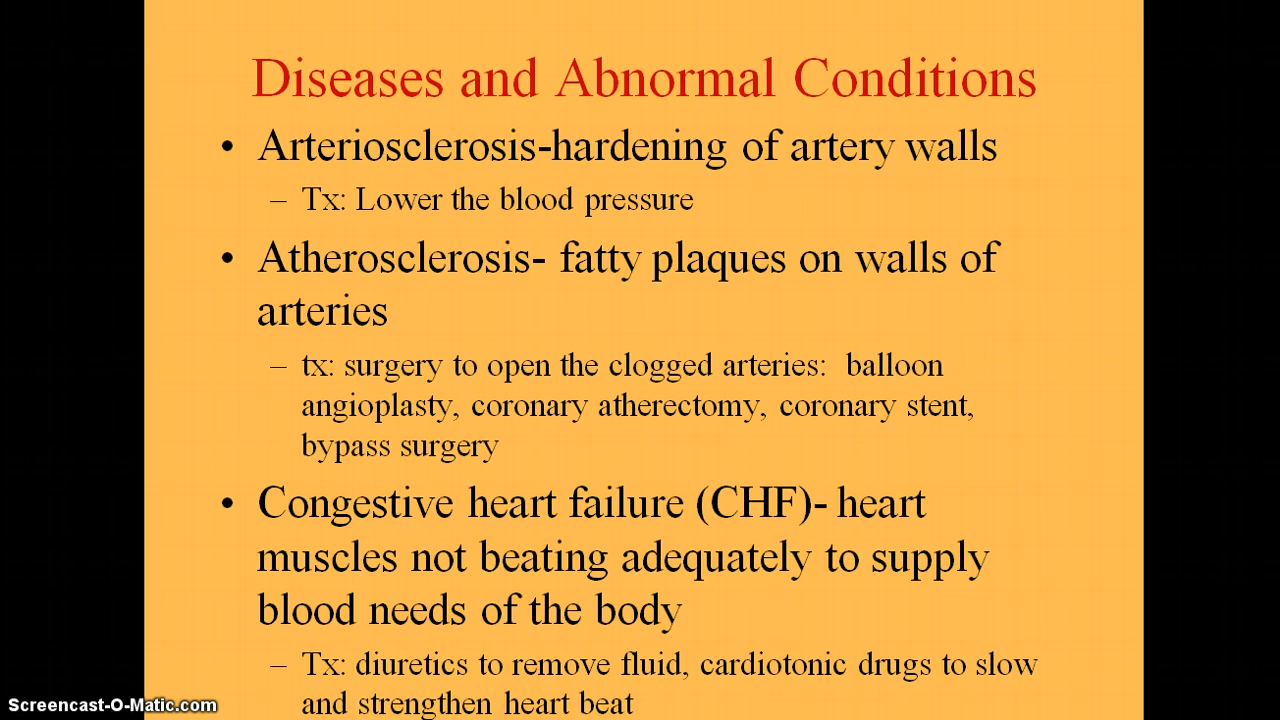 Diseases and Abnormal Conditions
• Arteriosclerosis-hardening of artery walls
– Tx: Lower the blood pressure
• Atherosclerosis- fatty plaques on walls of
arteries
– tx: surgery to open the clogged arteries:  balloon
angioplasty, coronary atherectomy, coronary stent,
bypass surgery
• Congestive heart failure (CHF)- heart
muscles not beating adequately to supply
blood needs of the body
– Tx: diuretics to remove fluid, cardiotonic drugs to slow
and strengthen heart beat
Screencast-O-Matic.com